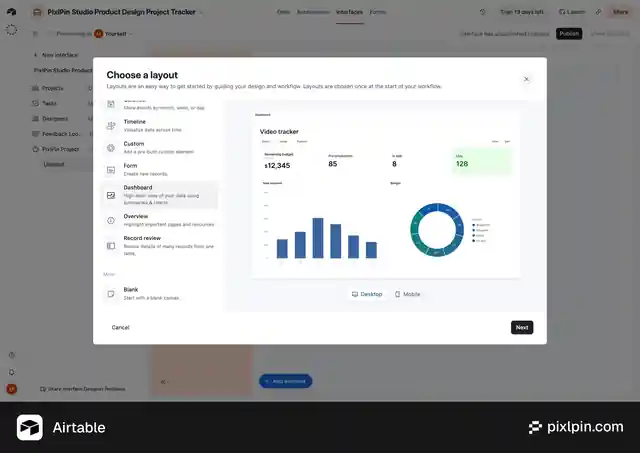 PixlPin Studio Product Design Project Tracker
Data
Automations
Interfaces
Forms
Trial: 13 days left
Launch
Share
Yourself
Publish
New interface
PixlPin Studio Product
Projects
Tasks
Designers
Feedback Loo...
PixlPin Project
Untitled
Choose a layout
Layouts are an easy way to get started by guiding your design and workflow. Layouts are chosen once at the start of your workflow.
Timeline
Visualize data across time.
Custom
Add a pre-built custom element
Form
Create new records.
Dashboard
High-level view of your data using
summaries & charts.
Overview
Highlight important pages and resources
Record review
Review details of many records from one
More
Blank
Start with a blank canvas.
Dashboard
Video tracker
Remaining budget
$12,345
85
8
128
Desktop
Mobile
Cancel
Next
Add element
Airtable
pixlpin.com